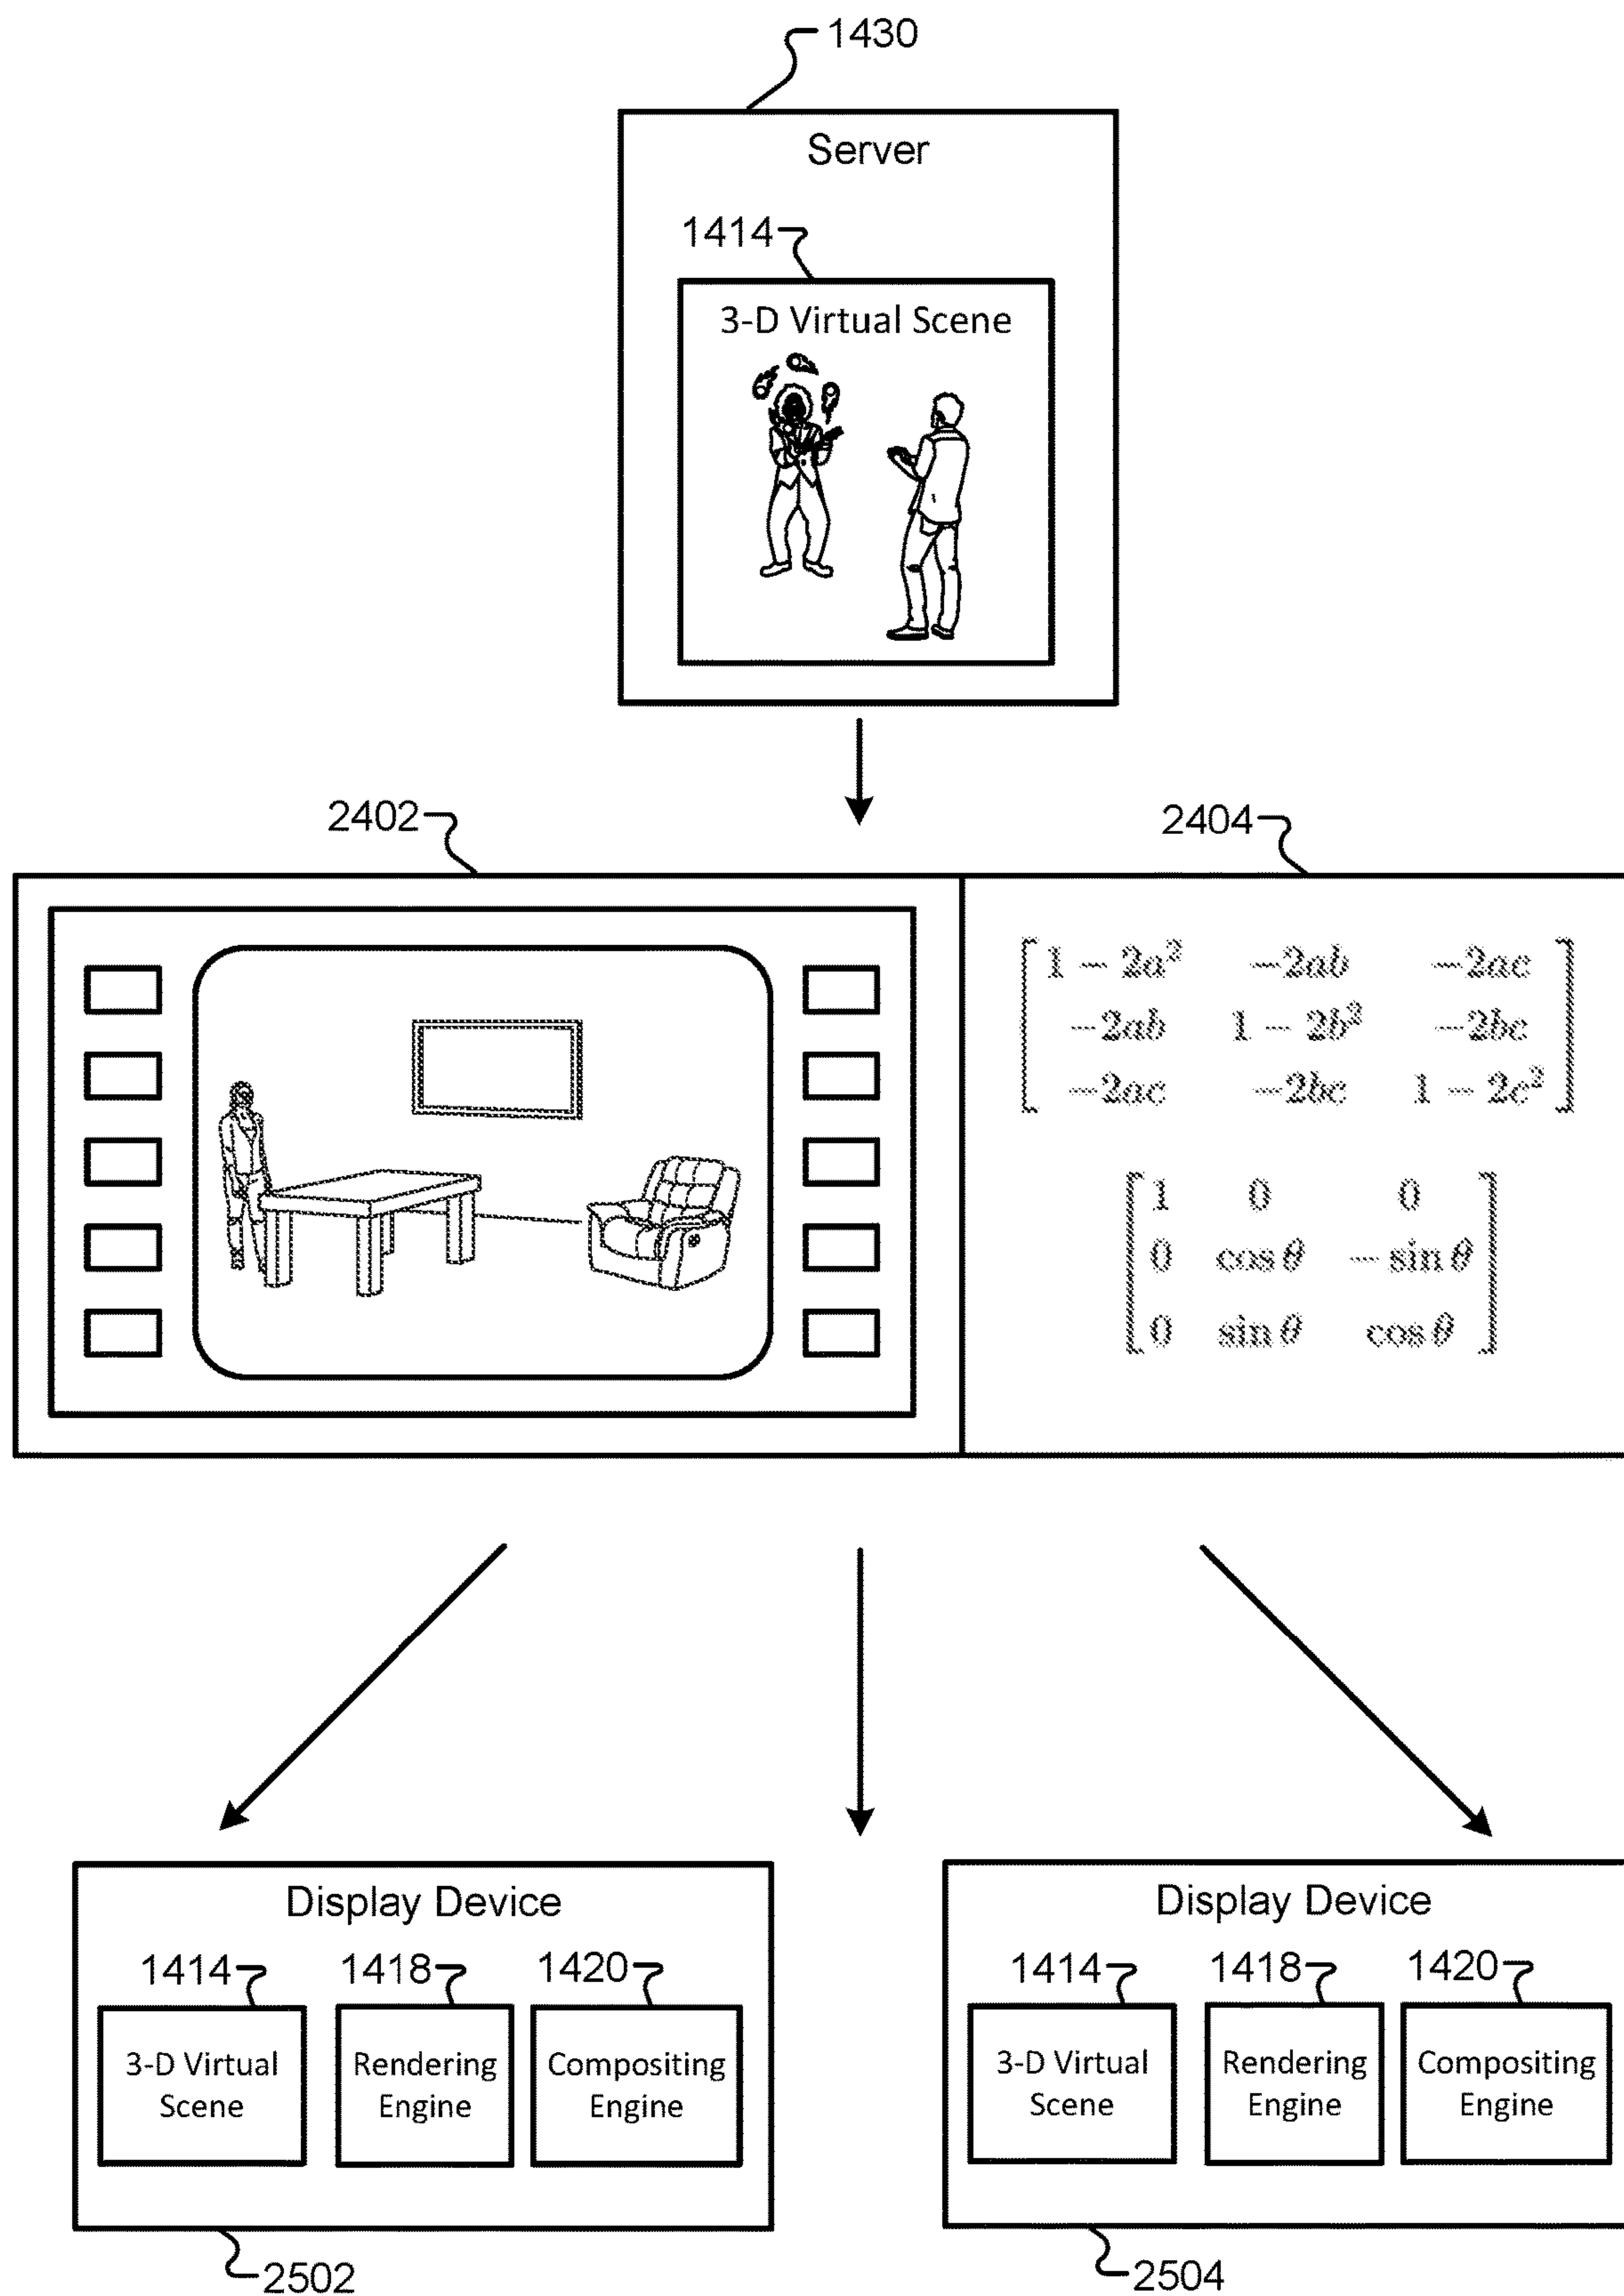 1430
Server
1414
3-D Virtual Scene
2402
2404
1 − 2a² −2ab −2ac
−2ab 1 − 2b² −2bc
−2ac −2bc 1 − 2c²
1 0 0
0 cos θ − sin θ
0 sin θ cos θ
Display Device
1414 1418 1420
3-D Virtual Scene
Rendering Engine
Compositing Engine
2502
Display Device
1414 1418 1420
3-D Virtual Scene
Rendering Engine
Compositing Engine
2504